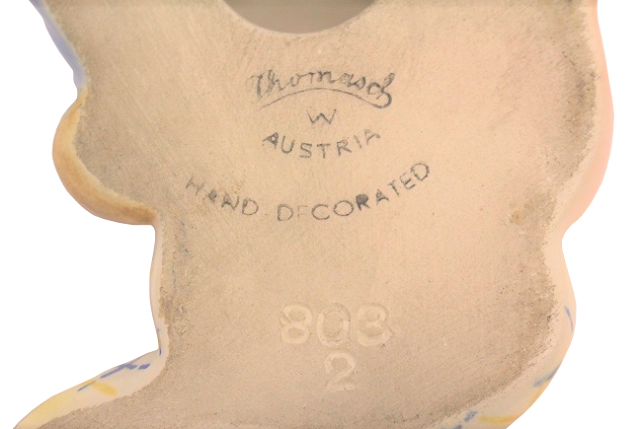 Thomasch
W
AUSTRIA
HAND DECORATED
803
2